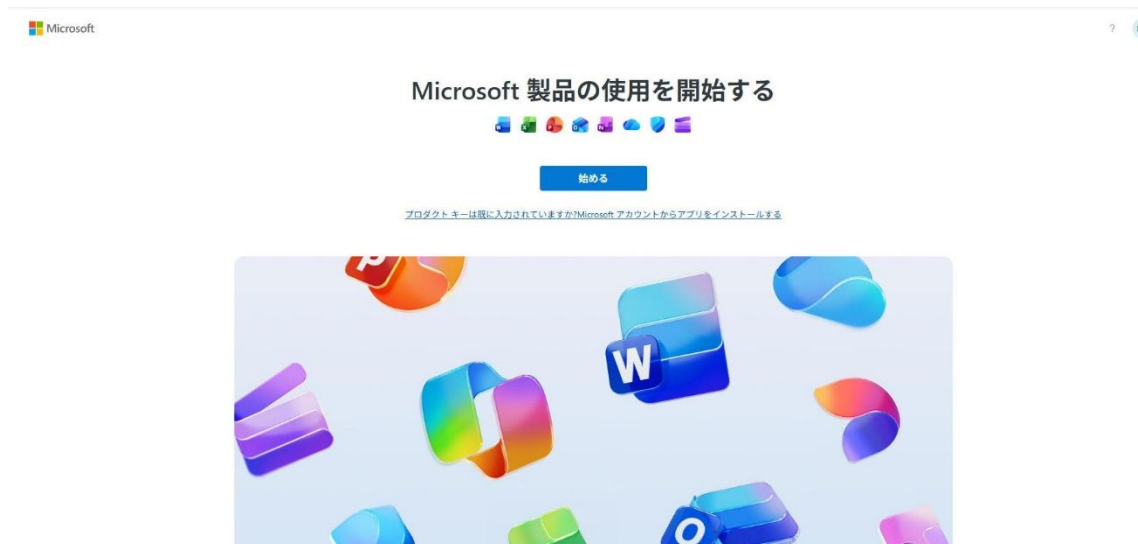 Microsoft
?
Microsoft 製品の使用を開始する
始める
プロダクト キーは既に入力されていますか?Microsoft アカウントからアプリをインストールする
W
O